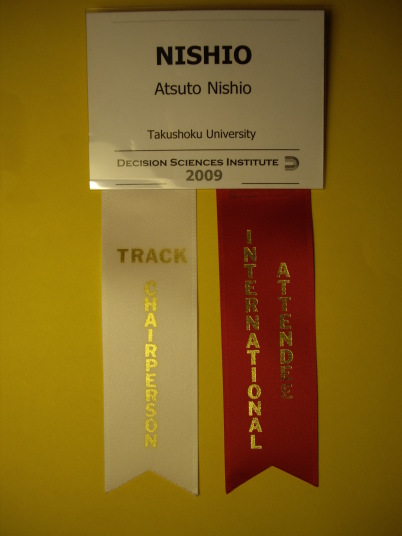 NISHIO
Atsuto Nishio
Takushoku University
DECISION SCIENCES INSTITUTE
2009
TRACK
CHAIRPERSON
INTERNATIONAL
ATTENDEE